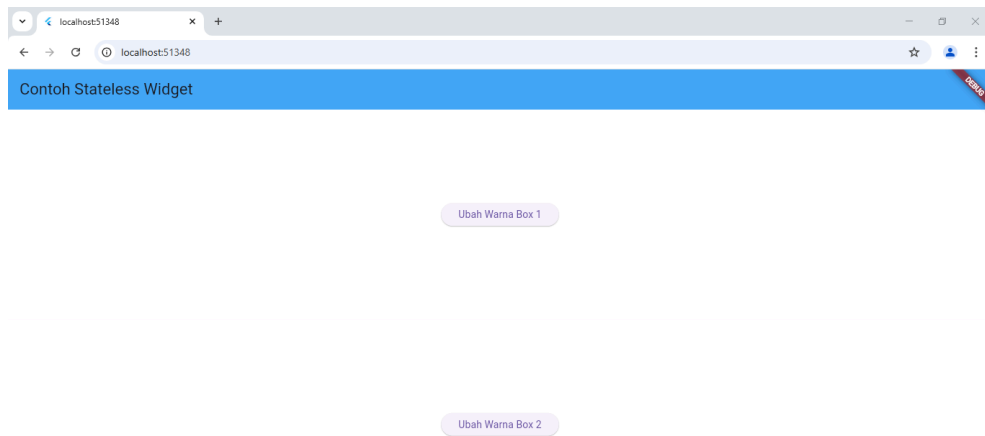 localhost:51348
localhost:51348
Contoh Stateless Widget
DEBUG
Ubah Warna Box 1
Ubah Warna Box 2